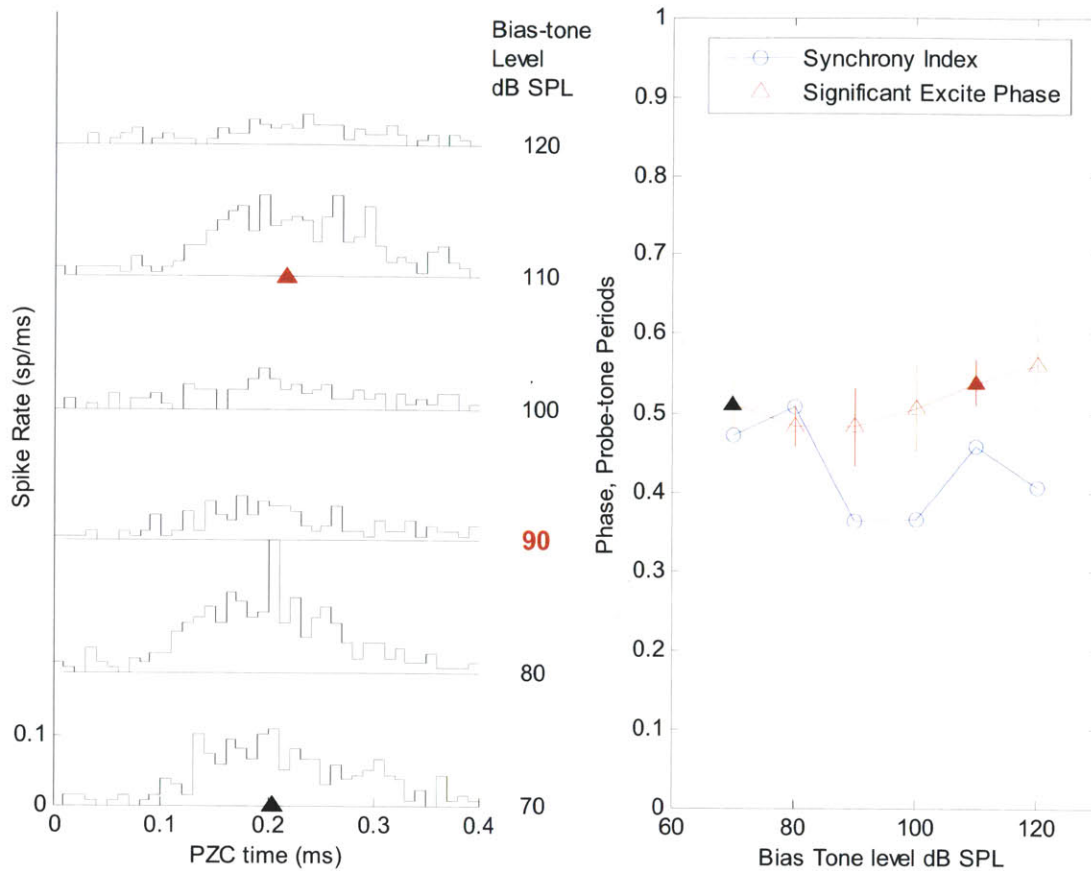 Bias-tone
Level
dB SPL
120
110
100
90
80
70
Spike Rate (sp/ms)
0.1
0
0 0.1 0.2 0.3 0.4
PZC time (ms)
Synchrony Index
Significant Excite Phase
Phase, Probe-tone Periods
1
0.9
0.8
0.7
0.6
0.5
0.4
0.3
0.2
0.1
0
60 80 100 120
Bias Tone level dB SPL